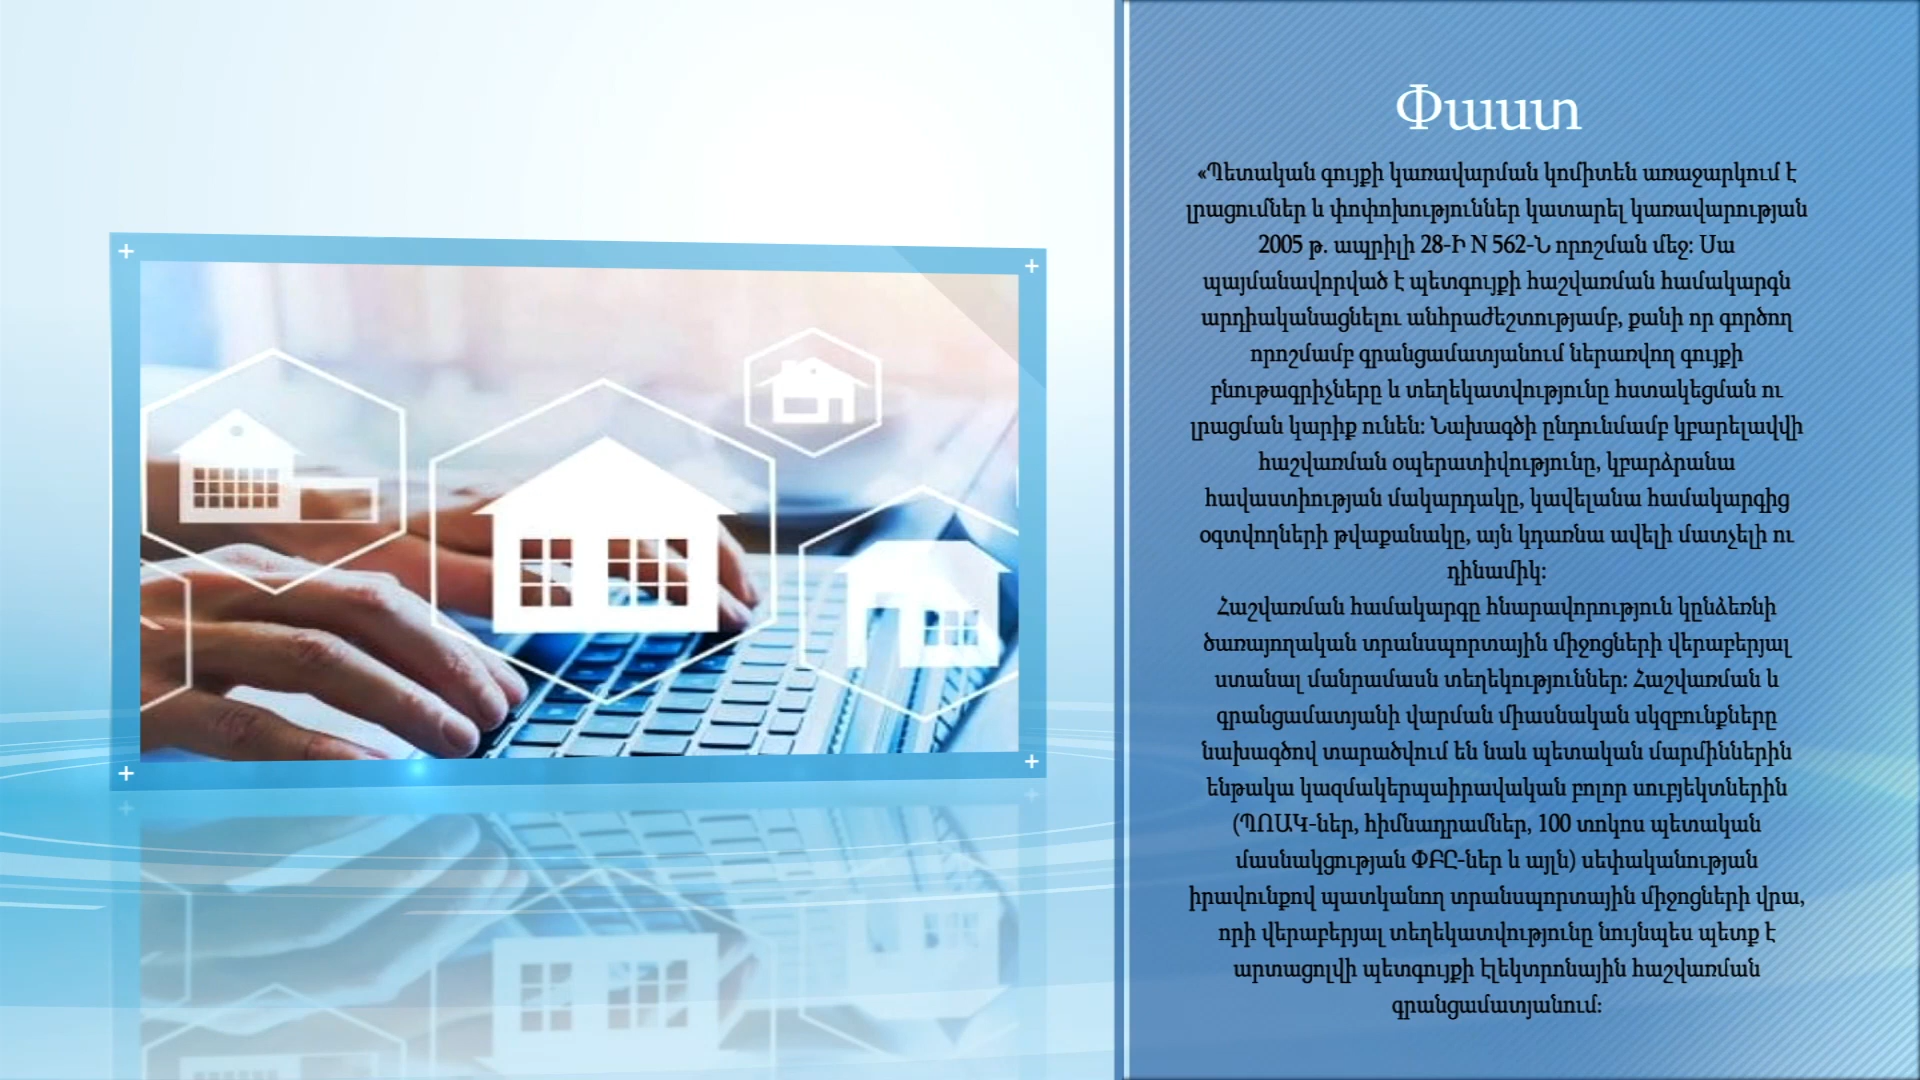 Փաստ
«Պետական գույքի կառավարման կոմիտեն առաջարկում է
լրացումներ և փոփոխություններ կատարել կառավարության
2005 թ. ապրիլի 28-Ի N 562-Ն որոշման մեջ: Սա
պայմանավորված է պետգույքի հաշվառման համակարգն
արդիականացնելու անհրաժեշտությամբ, քանի որ գործող
որոշմամբ գրանցամատյանում ներառվող գույքի
բնութագրիչները և տեղեկատվությունը հստակեցման ու
լրացման կարիք ունեն: Նախագծի ընդունմամբ կբարելավվի
հաշվառման օպերատիվությունը, կբարձրանա
հավաստիության մակարդակը, կավելանա համակարգից
օգտվողների թվաքանակը, այն կդառնա ավելի մատչելի ու
դինամիկ:
Հաշվառման համակարգը հնարավորություն կընձեռնի
ծառայողական տրանսպորտային միջոցների վերաբերյալ
ստանալ մանրամասն տեղեկություններ: Հաշվառման և
գրանցամատյանի վարման միասնական սկզբունքները
նախագծով տարածվում են նաև պետական մարմիններին
ենթակա կազմակերպաիրավական բոլոր սուբյեկտներին
(ՊՈԱԿ-ներ, հիմնադրամներ, 100 տոկոս պետական
մասնակցության ՓԲԸ-ներ և այլն) սեփականության
իրավունքով պատկանող տրանսպորտային միջոցների վրա,
որի վերաբերյալ տեղեկատվությունը նույնպես պետք է
արտացոլվի պետգույքի էլեկտրոնային հաշվառման
գրանցամատյանում: